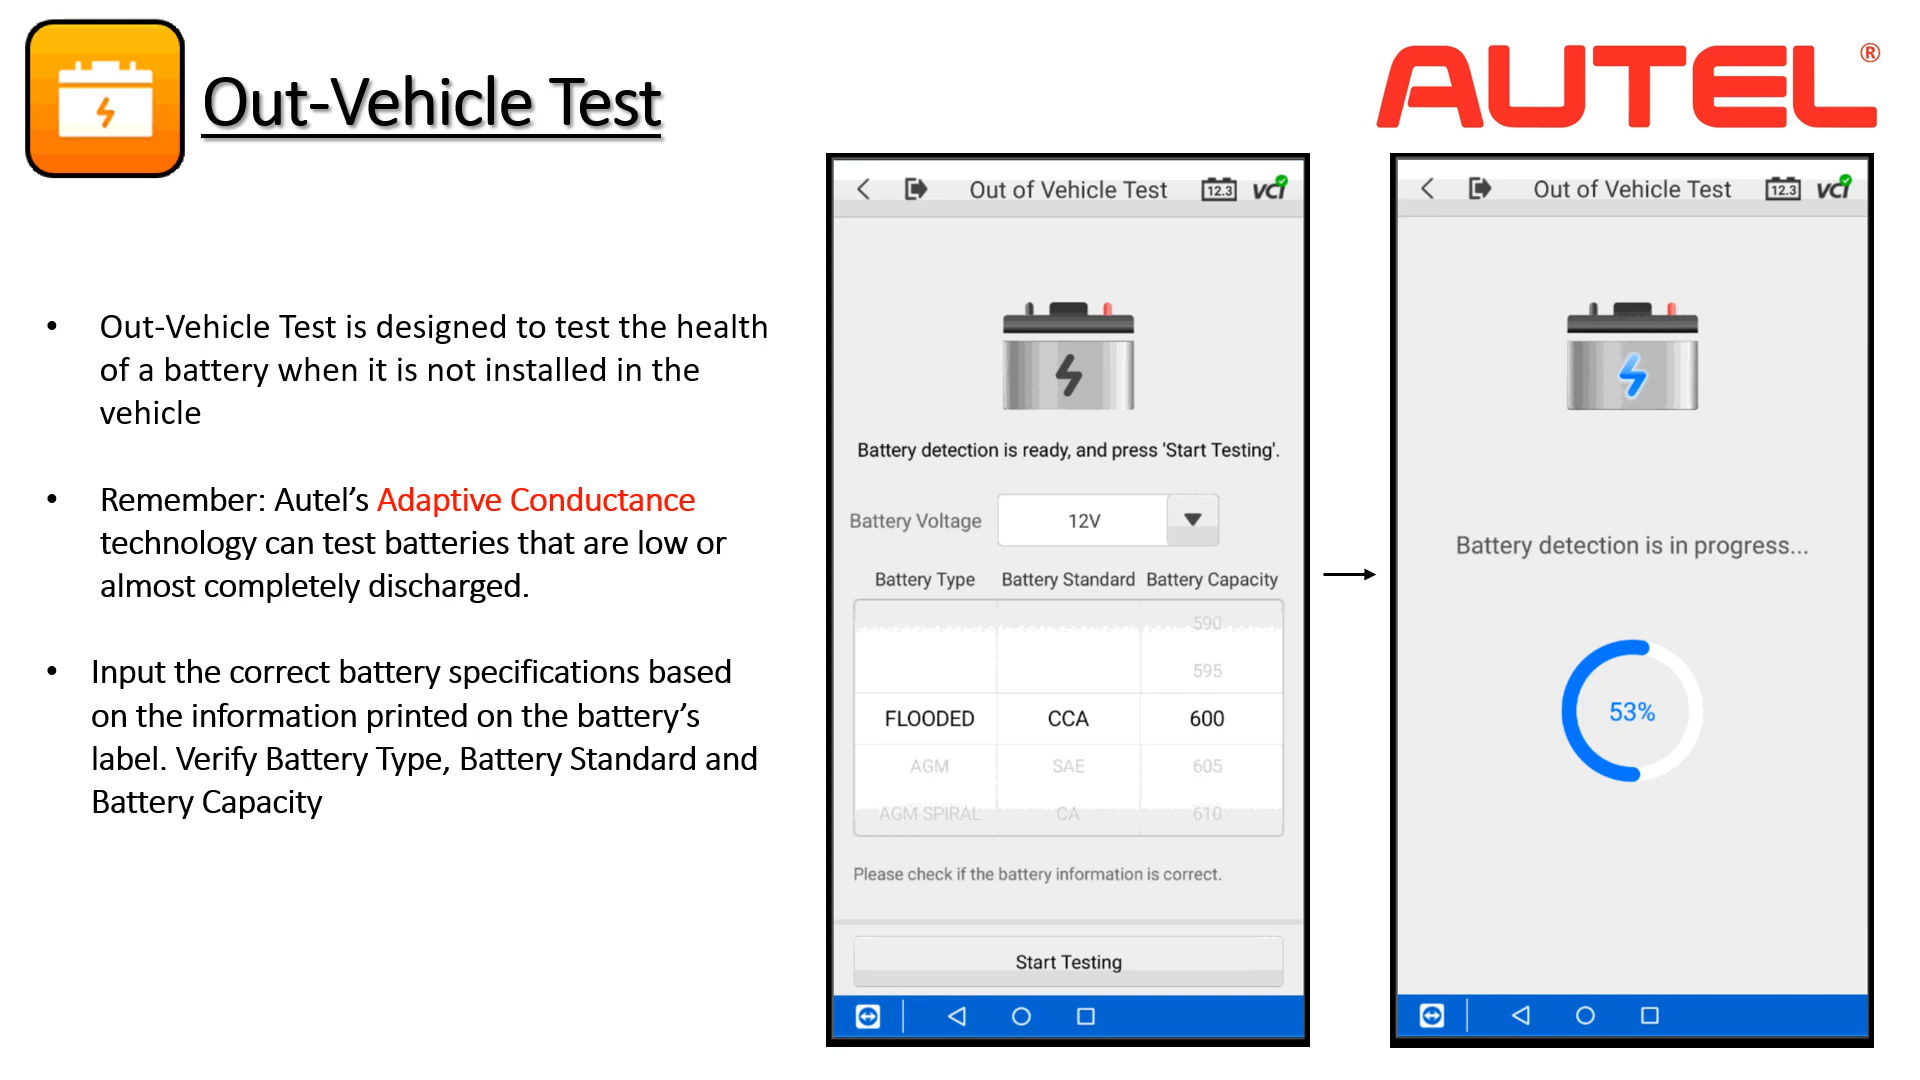 Out-Vehicle Test
AUTEL®
• Out-Vehicle Test is designed to test the health
of a battery when it is not installed in the
vehicle
• Remember: Autel’s Adaptive Conductance
technology can test batteries that are low or
almost completely discharged.
• Input the correct battery specifications based
on the information printed on the battery’s
label. Verify Battery Type, Battery Standard and
Battery Capacity
Out of Vehicle Test 12.3 VCI
Battery detection is ready, and press 'Start Testing'.
Battery Voltage 12V
Battery Type Battery Standard Battery Capacity
590
595
FLOODED CCA 600
AGM SAE 605
AGM SPIRAL CA 610
Please check if the battery information is correct.
Start Testing
Out of Vehicle Test 12.3 VCI
Battery detection is in progress...
53%